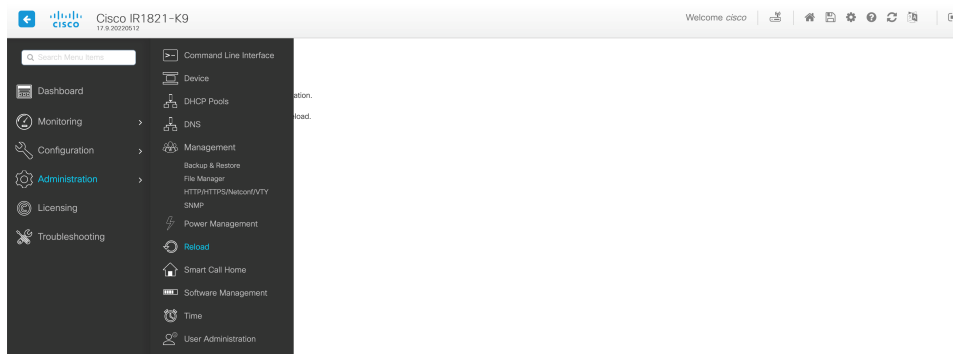 CISCO
Cisco IR1821-K9
17.9.20220512
Welcome cisco
Search Menu Items
Dashboard
Monitoring
Configuration
Administration
Licensing
Troubleshooting
Command Line Interface
Device
DHCP Pools
DNS
Management
Backup & Restore
File Manager
HTTP/HTTPS/Netconf/VTY
SNMP
Power Management
Reload
Smart Call Home
Software Management
Time
User Administration
ation.
eload.